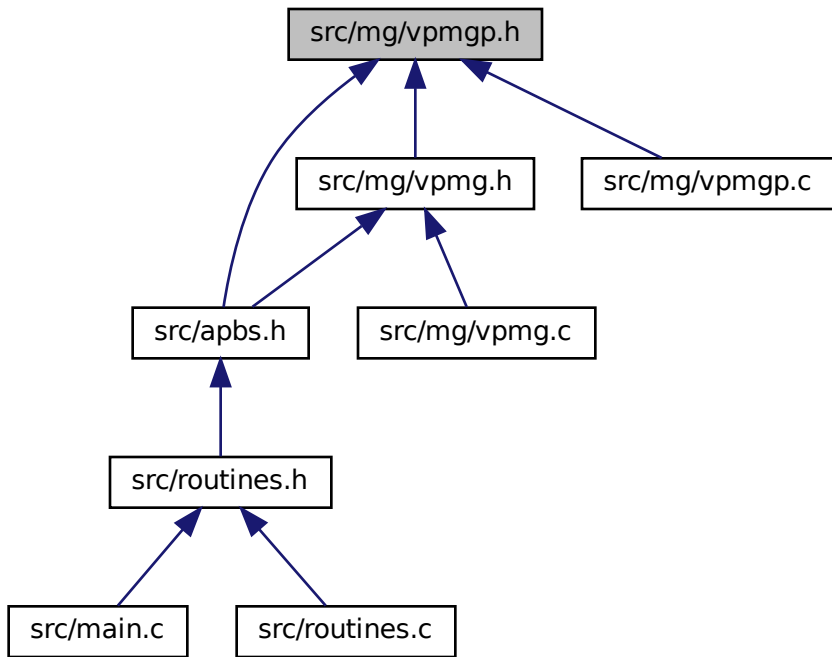 src/mg/vpmgp.h
src/mg/vpmg.h
src/mg/vpmgp.c
src/apbs.h
src/mg/vpmg.c
src/routines.h
src/main.c
src/routines.c